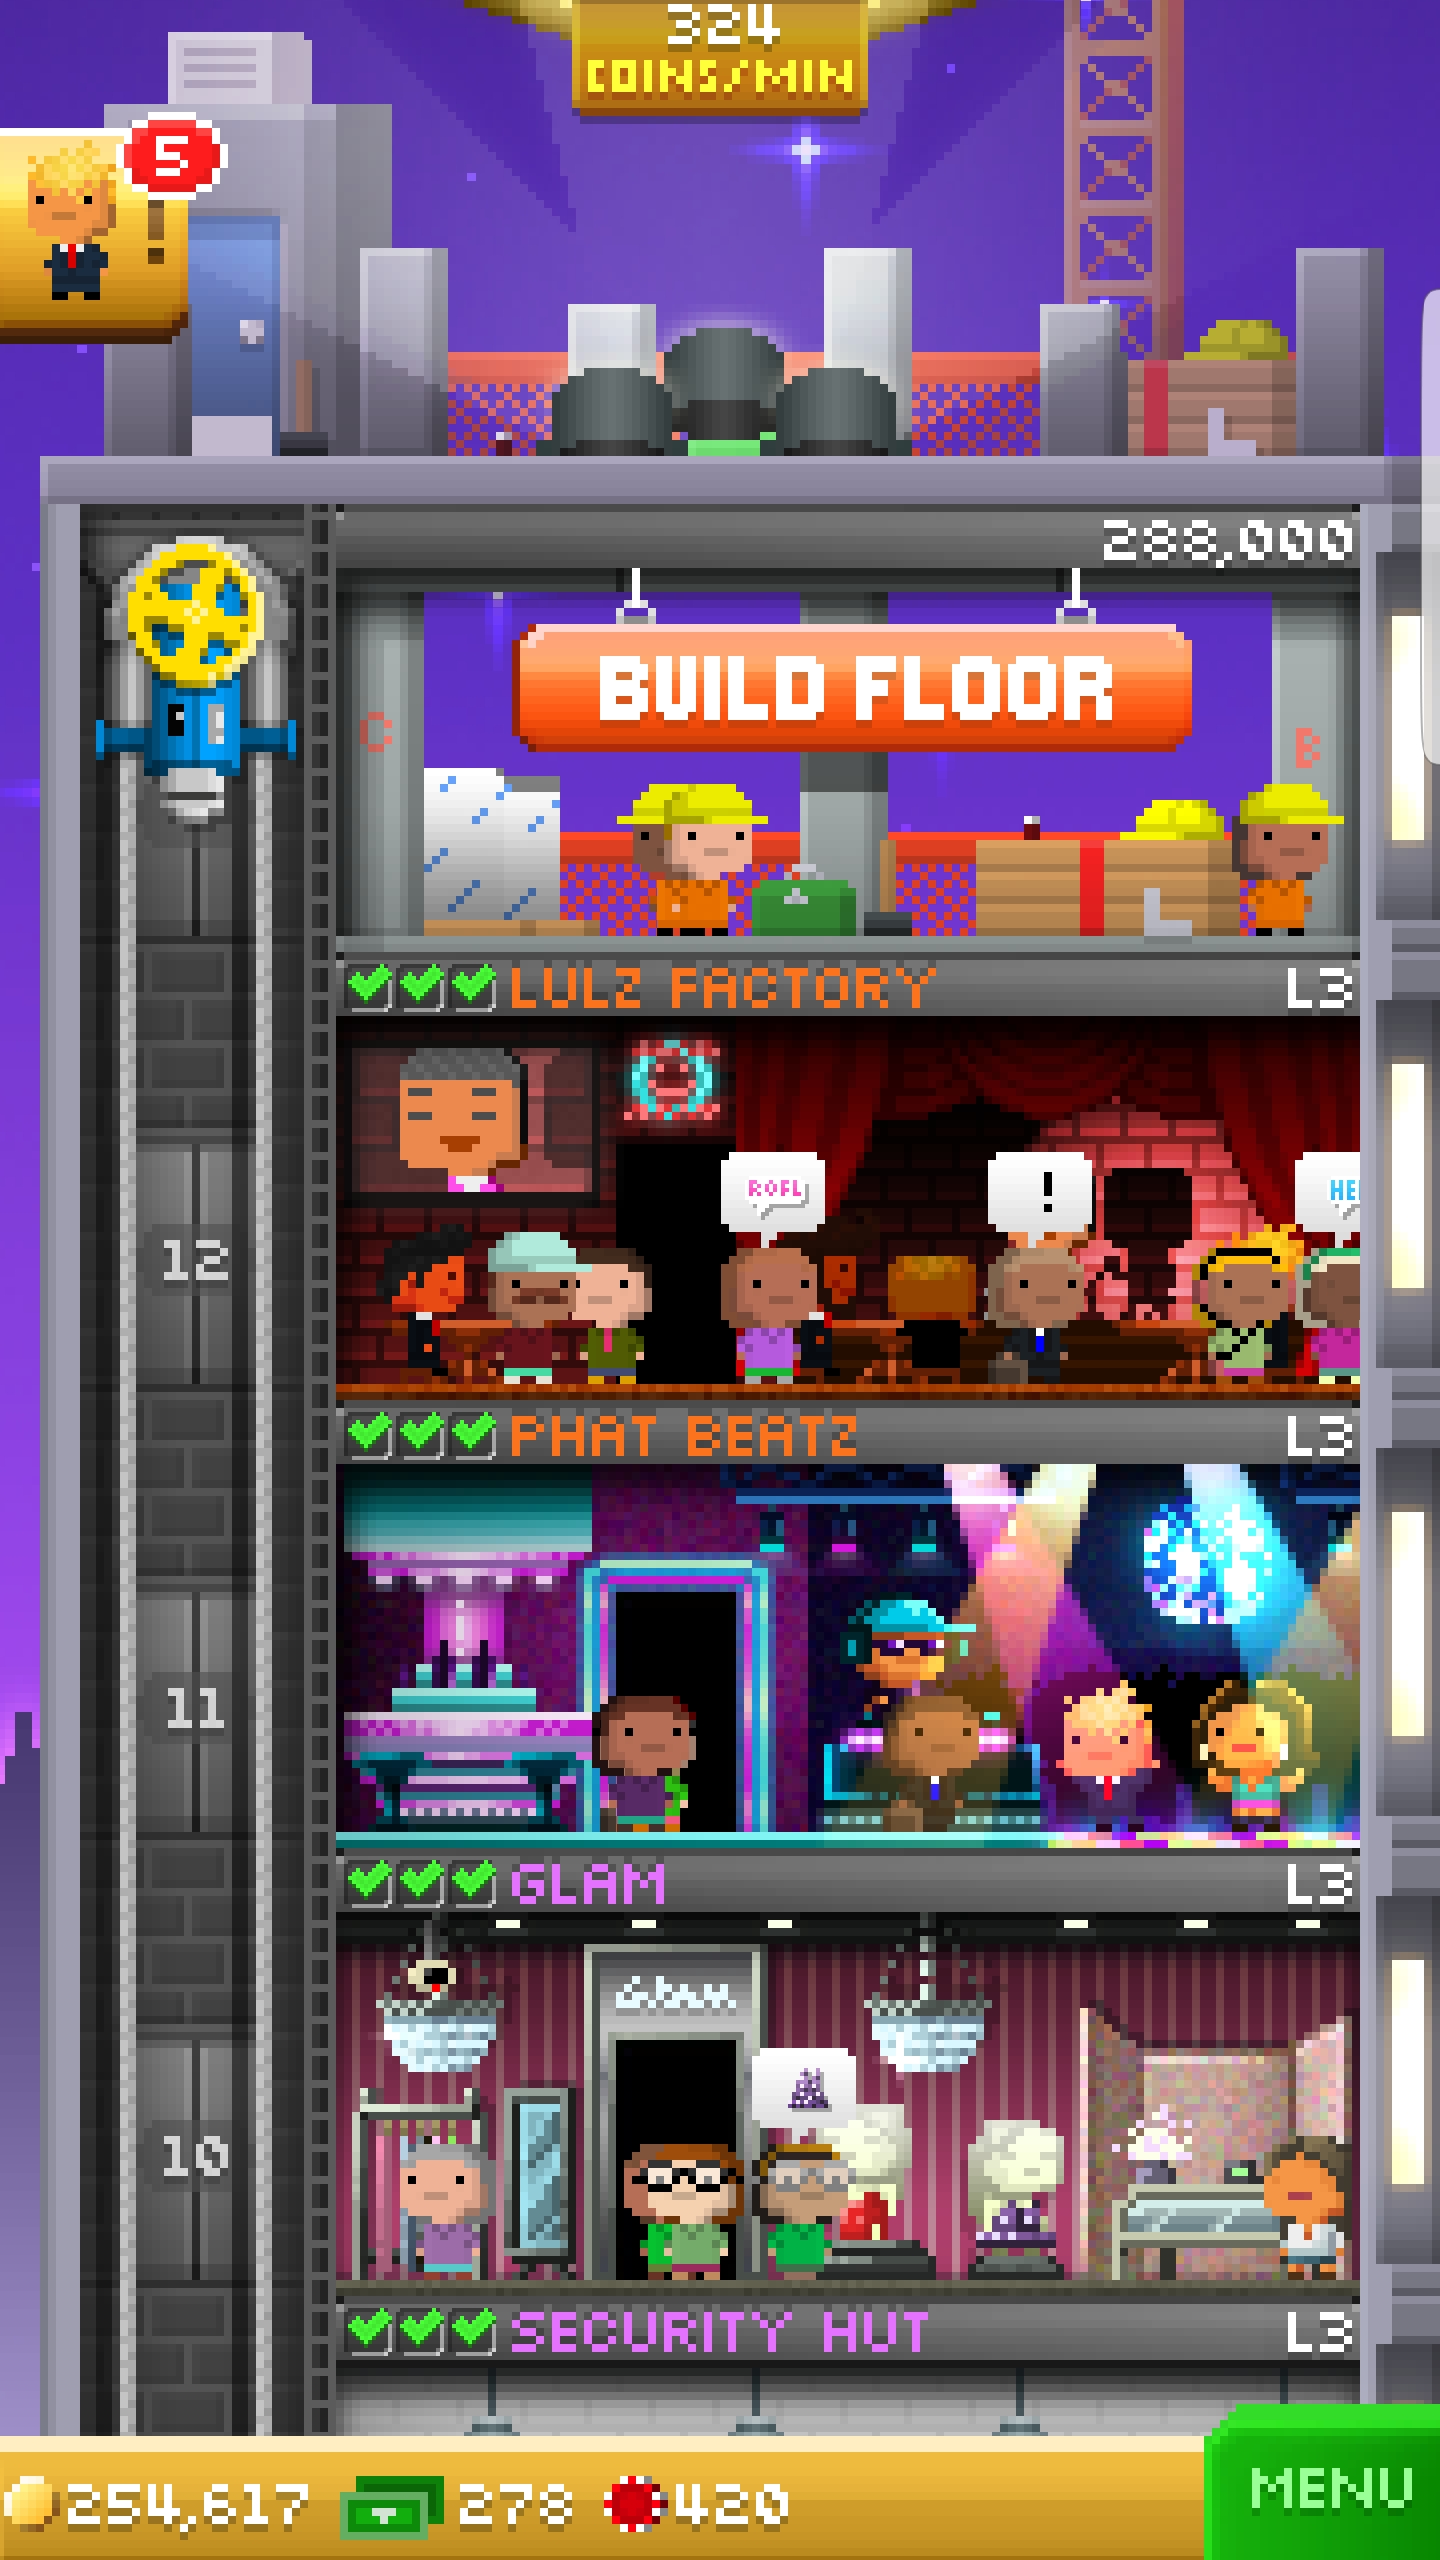 324
COINS/MIN
5
!
288,000
BUILD FLOOR
C
B
LULZ FACTORY L3
ROFL
!
HE
12
PHAT BEATZ L3
11
GLAM L3
Glam
10
SECURITY HUT L3
254,617 278 420
MENU